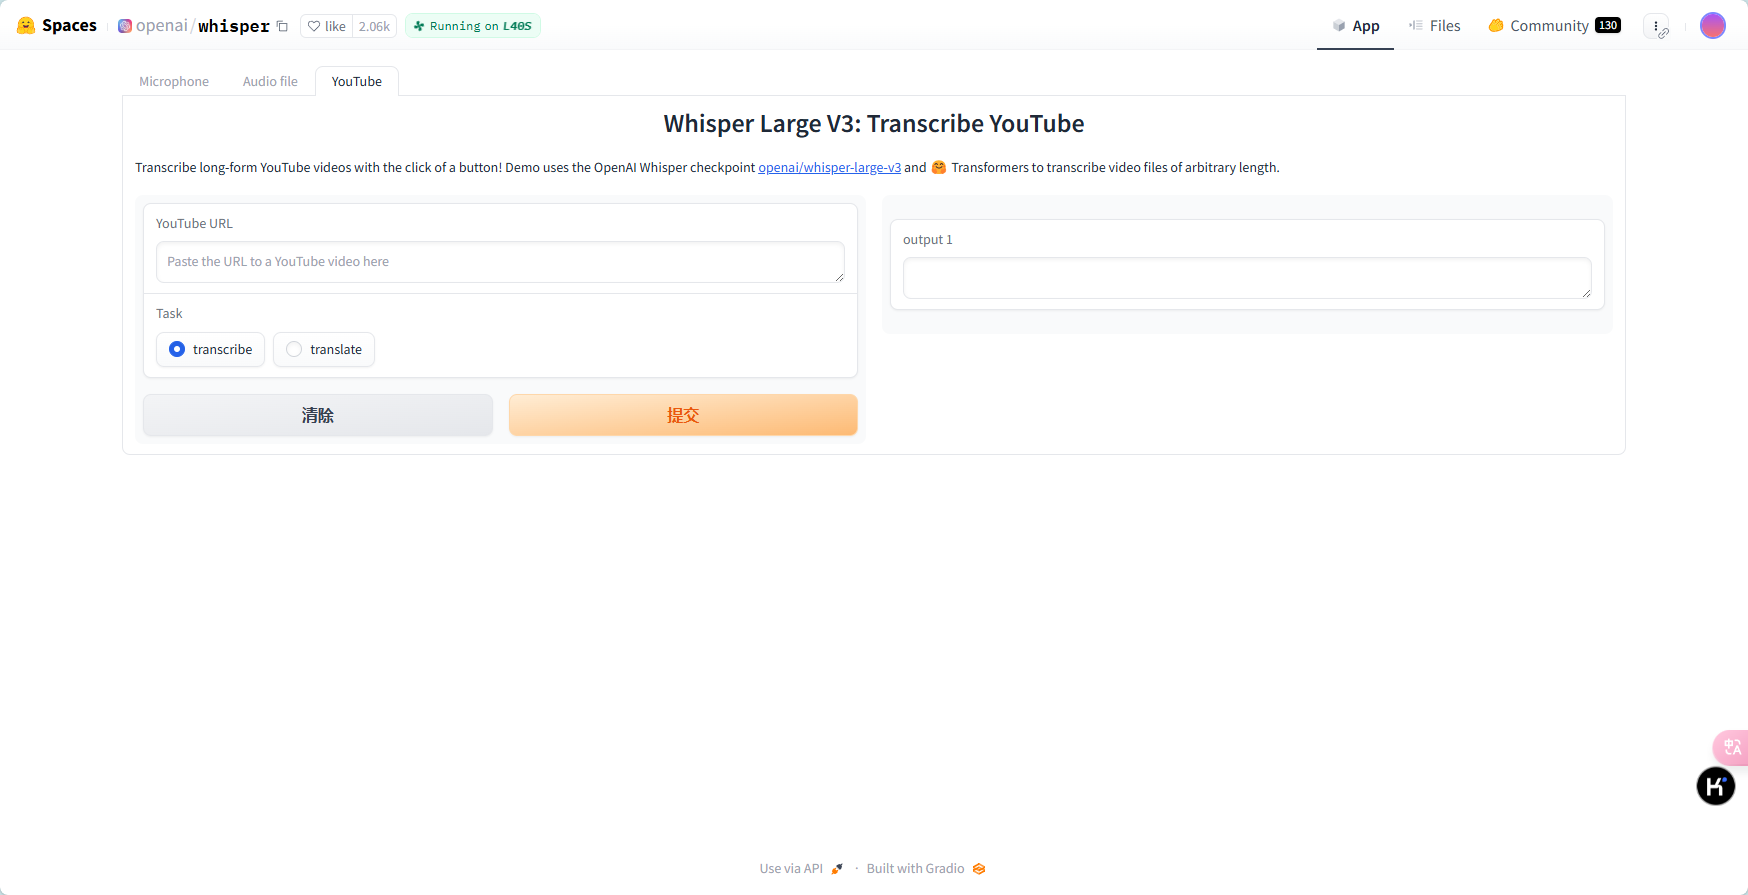 Spaces openai/whisper like 2.06k Running on L40S App Files Community 130
Microphone Audio file YouTube
Whisper Large V3: Transcribe YouTube
Transcribe long-form YouTube videos with the click of a button! Demo uses the OpenAI Whisper checkpoint openai/whisper-large-v3 and 🤗 Transformers to transcribe video files of arbitrary length.
YouTube URL
Paste the URL to a YouTube video here
Task
transcribe translate
清除 提交
output 1
Use via API 🚀 · Built with Gradio